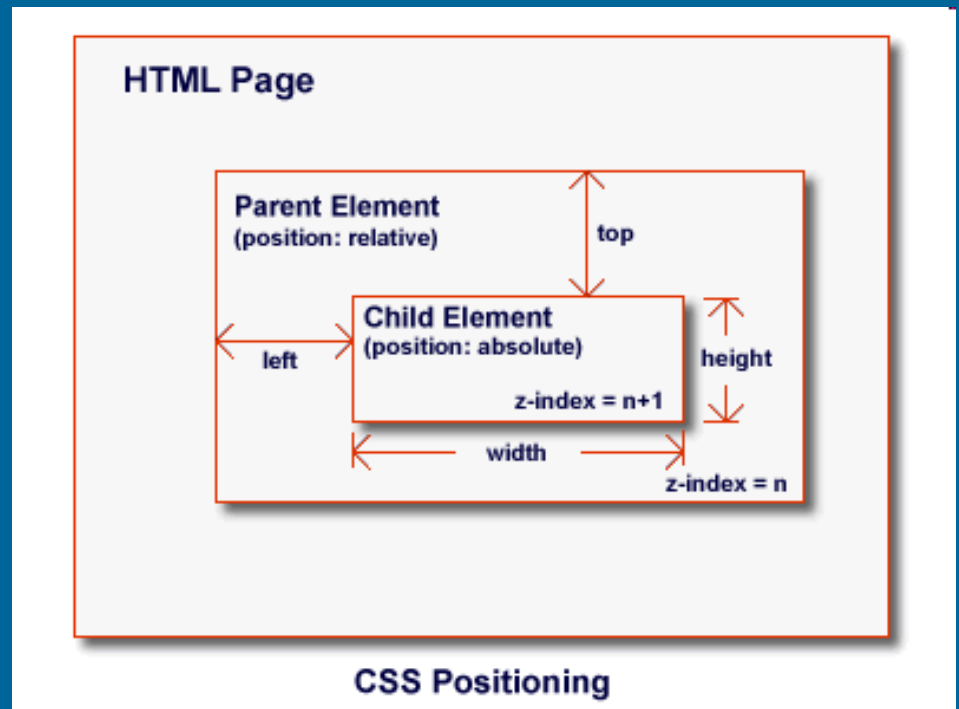 HTML Page
Parent Element
(position: relative)
top
Child Element
(position: absolute)
left
height
z-index = n+1
width
z-index = n
CSS Positioning